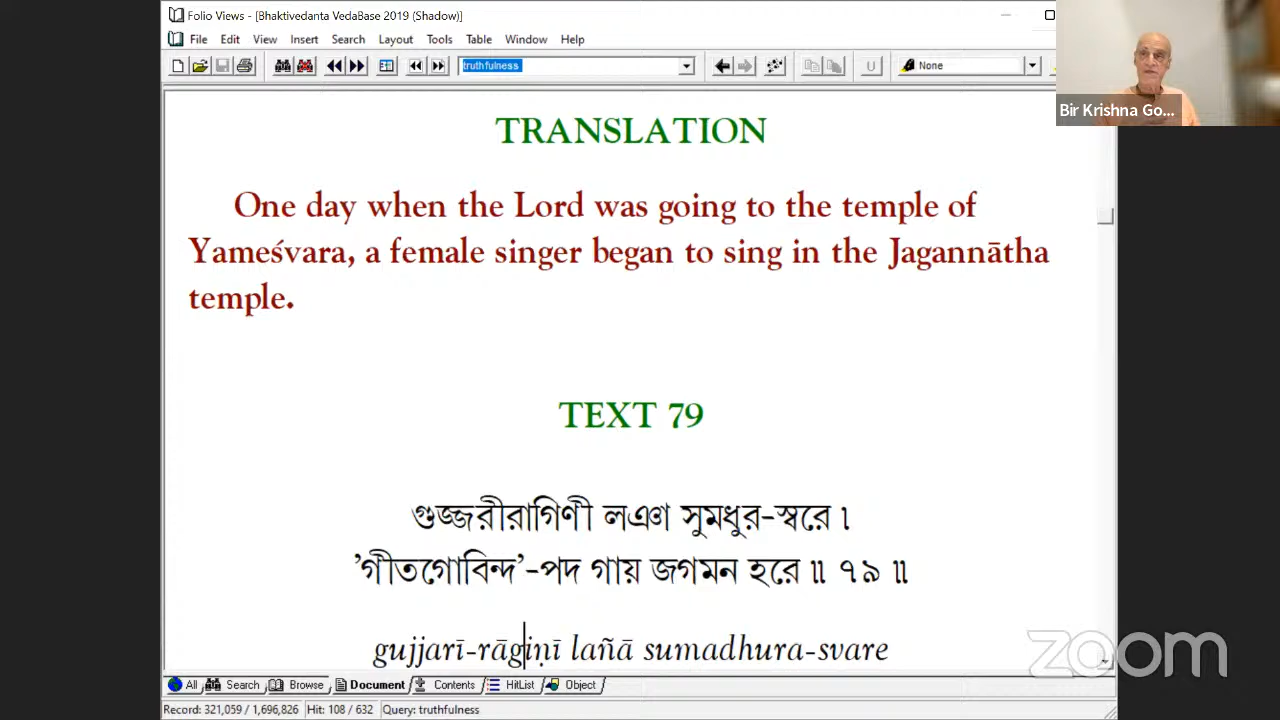 Folio Views - [Bhaktivedanta VedaBase 2019 (Shadow)]
File Edit View Insert Search Layout Tools Table Window Help
truthfulness
U
None
Bir Krishna Go...
TRANSLATION
One day when the Lord was going to the temple of
Yameśvara, a female singer began to sing in the Jagannātha
temple.
TEXT 79
গুজ্জরীরাগিণী লঞা সুমধুর-স্বরে ৷
’গীতগোবিন্দ’-পদ গায় জগমন হরে ॥ ৭৯ ॥
gujjarī-rāgiṇī lañā sumadhura-svare
zoom
All Search Browse Document Contents HitList Object
Record: 321,059 / 1,696,826 Hit: 108 / 632 Query: truthfulness